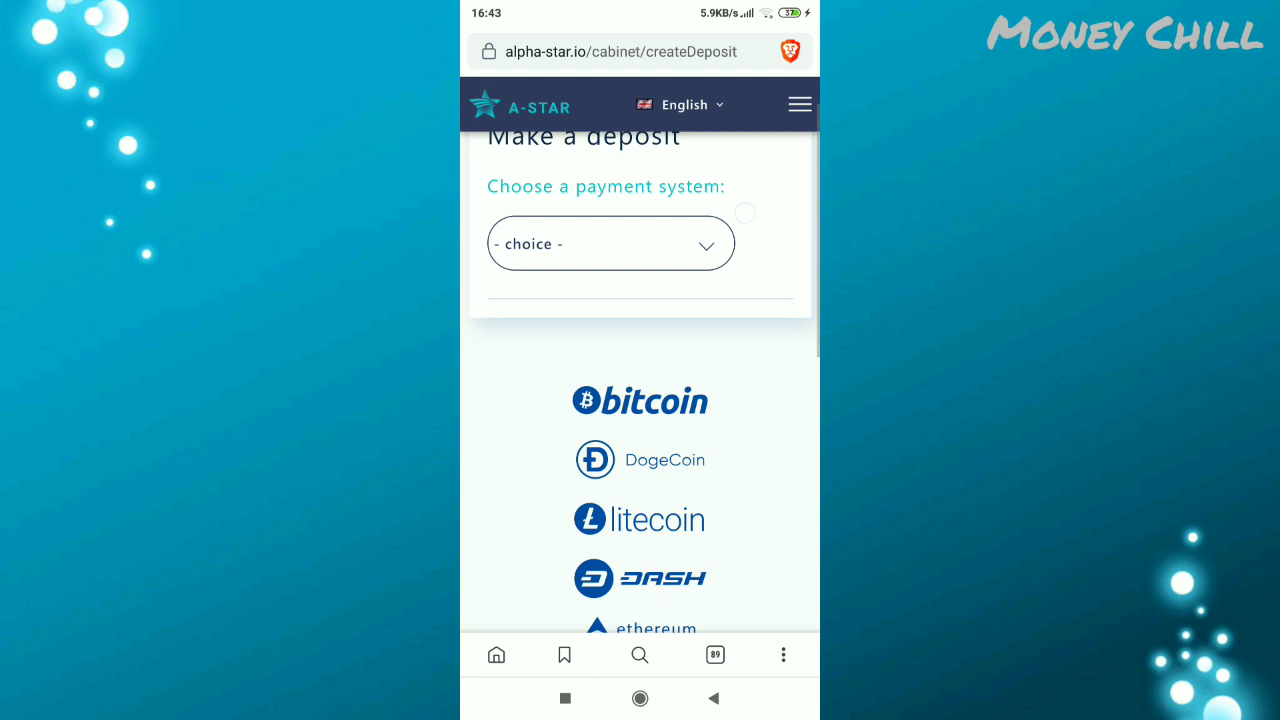 16:43
5.9KB/s
37
Money Chill
alpha-star.io/cabinet/createDeposit
A-STAR
English
Make a deposit
Choose a payment system:
- choice -
bitcoin
DogeCoin
litecoin
DASH
ethereum
89